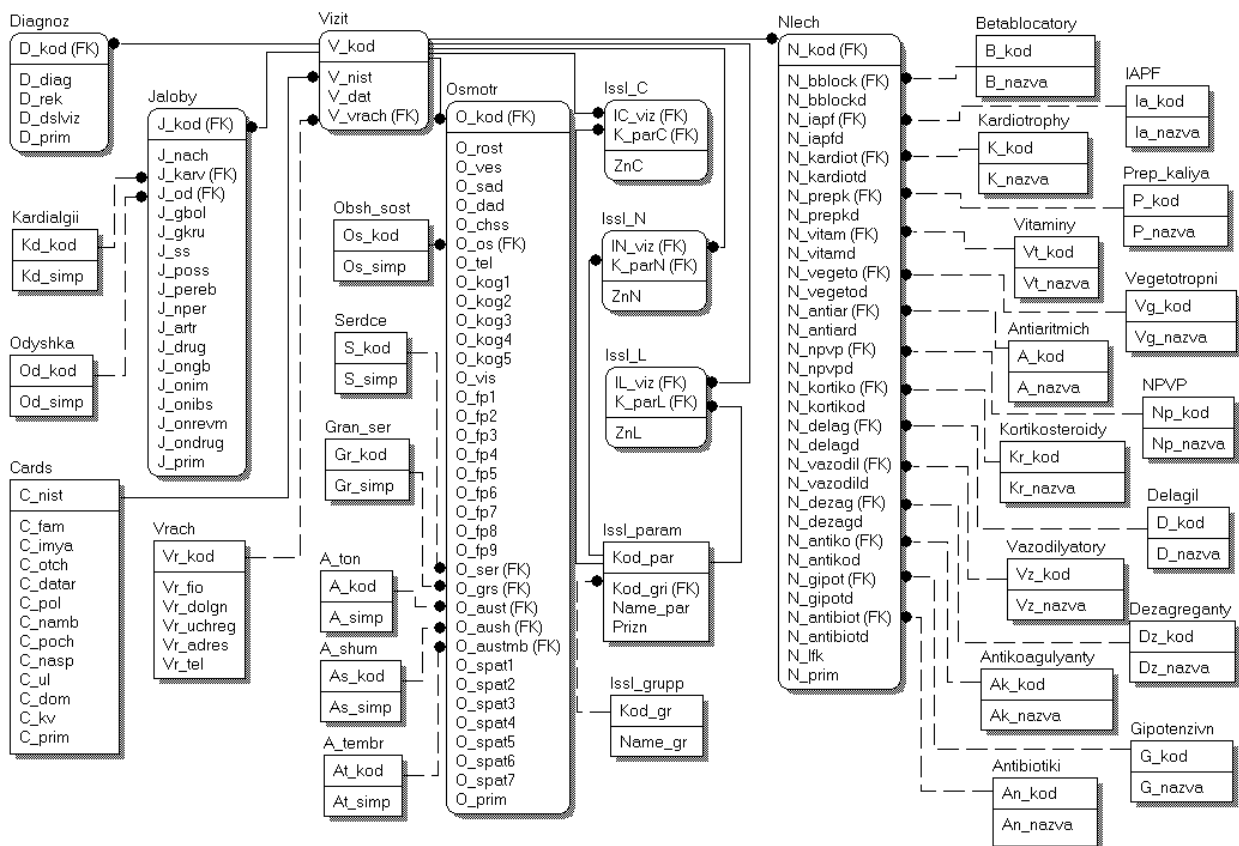 Diagnoz
D_kod (FK)
D_diag
D_rek
D_dslviz
D_prim
Jaloby
J_kod (FK)
J_nach
J_karv (FK)
J_od (FK)
J_gbol
J_gkru
J_ss
J_poss
J_pereb
J_nper
J_artr
J_drug
J_ongb
J_onim
J_onibs
J_onrevm
J_ondrug
J_prim
Kardialgii
Kd_kod
Kd_simp
Odyshka
Od_kod
Od_simp
Cards
C_nist
C_fam
C_imya
C_otch
C_datar
C_pol
C_namb
C_poch
C_nasp
C_ul
C_dom
C_kv
C_prim
Vrach
Vr_kod
Vr_fio
Vr_dolgn
Vr_uchreg
Vr_adres
Vr_tel
Vizit
V_kod
V_nist
V_dat
V_vrach (FK)
Obsh_sost
Os_kod
Os_simp
Serdce
S_kod
S_simp
Gran_ser
Gr_kod
Gr_simp
A_ton
A_kod
A_simp
A_shum
As_kod
As_simp
A_tembr
At_kod
At_simp
Osmotr
O_kod (FK)
O_rost
O_ves
O_sad
O_dad
O_chss
O_os (FK)
O_tel
O_kog1
O_kog2
O_kog3
O_kog4
O_kog5
O_vis
O_fp1
O_fp2
O_fp3
O_fp4
O_fp5
O_fp6
O_fp7
O_fp8
O_fp9
O_ser (FK)
O_grs (FK)
O_aust (FK)
O_aush (FK)
O_austmb (FK)
O_spat1
O_spat2
O_spat3
O_spat4
O_spat5
O_spat6
O_spat7
O_prim
Issl_C
IC_viz (FK)
K_parC (FK)
ZnC
Issl_N
IN_viz (FK)
K_parN (FK)
ZnN
Issl_L
IL_viz (FK)
K_parL (FK)
ZnL
Issl_param
Kod_par
Kod_gri (FK)
Name_par
Prizn
Issl_grupp
Kod_gr
Name_gr
Nlech
N_kod (FK)
N_bblock (FK)
N_bblockd
N_iapf (FK)
N_iapfd
N_kardiot (FK)
N_kardiotd
N_prepk (FK)
N_prepkd
N_vitam (FK)
N_vitamd
N_vegeto (FK)
N_vegetod
N_antiar (FK)
N_antiard
N_npvp (FK)
N_npvpd
N_kortiko (FK)
N_kortikod
N_delag (FK)
N_delagd
N_vazodil (FK)
N_vazodild
N_dezag (FK)
N_dezagd
N_antiko (FK)
N_antikod
N_gipot (FK)
N_gipotd
N_antibiot (FK)
N_antibiotd
N_lfk
N_prim
Betablocatory
B_kod
B_nazva
IAPF
Ia_kod
Ia_nazva
Kardiotrophy
K_kod
K_nazva
Prep_kaliya
P_kod
P_nazva
Vitaminy
Vt_kod
Vt_nazva
Vegetotropni
Vg_kod
Vg_nazva
Antiaritmich
A_kod
A_nazva
NPVP
Np_kod
Np_nazva
Kortikosteroidy
Kr_kod
Kr_nazva
Delagil
D_kod
D_nazva
Vazodilyatory
Vz_kod
Vz_nazva
Dezagreganty
Dz_kod
Dz_nazva
Antikoagulyanty
Ak_kod
Ak_nazva
Gipotenzivn
G_kod
G_nazva
Antibiotiki
An_kod
An_nazva